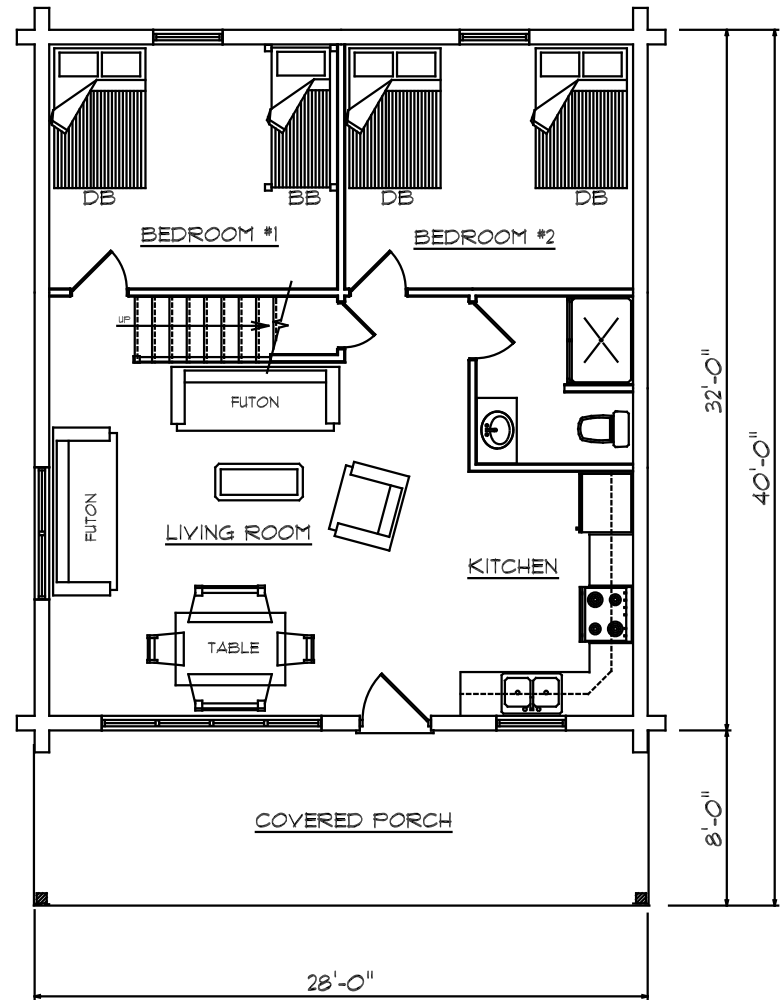 DB
BB
DB
DB
BEDROOM #1
BEDROOM #2
UP
FUTON
FUTON
LIVING ROOM
KITCHEN
TABLE
COVERED PORCH
32'-0"
40'-0"
8'-0"
28'-0"